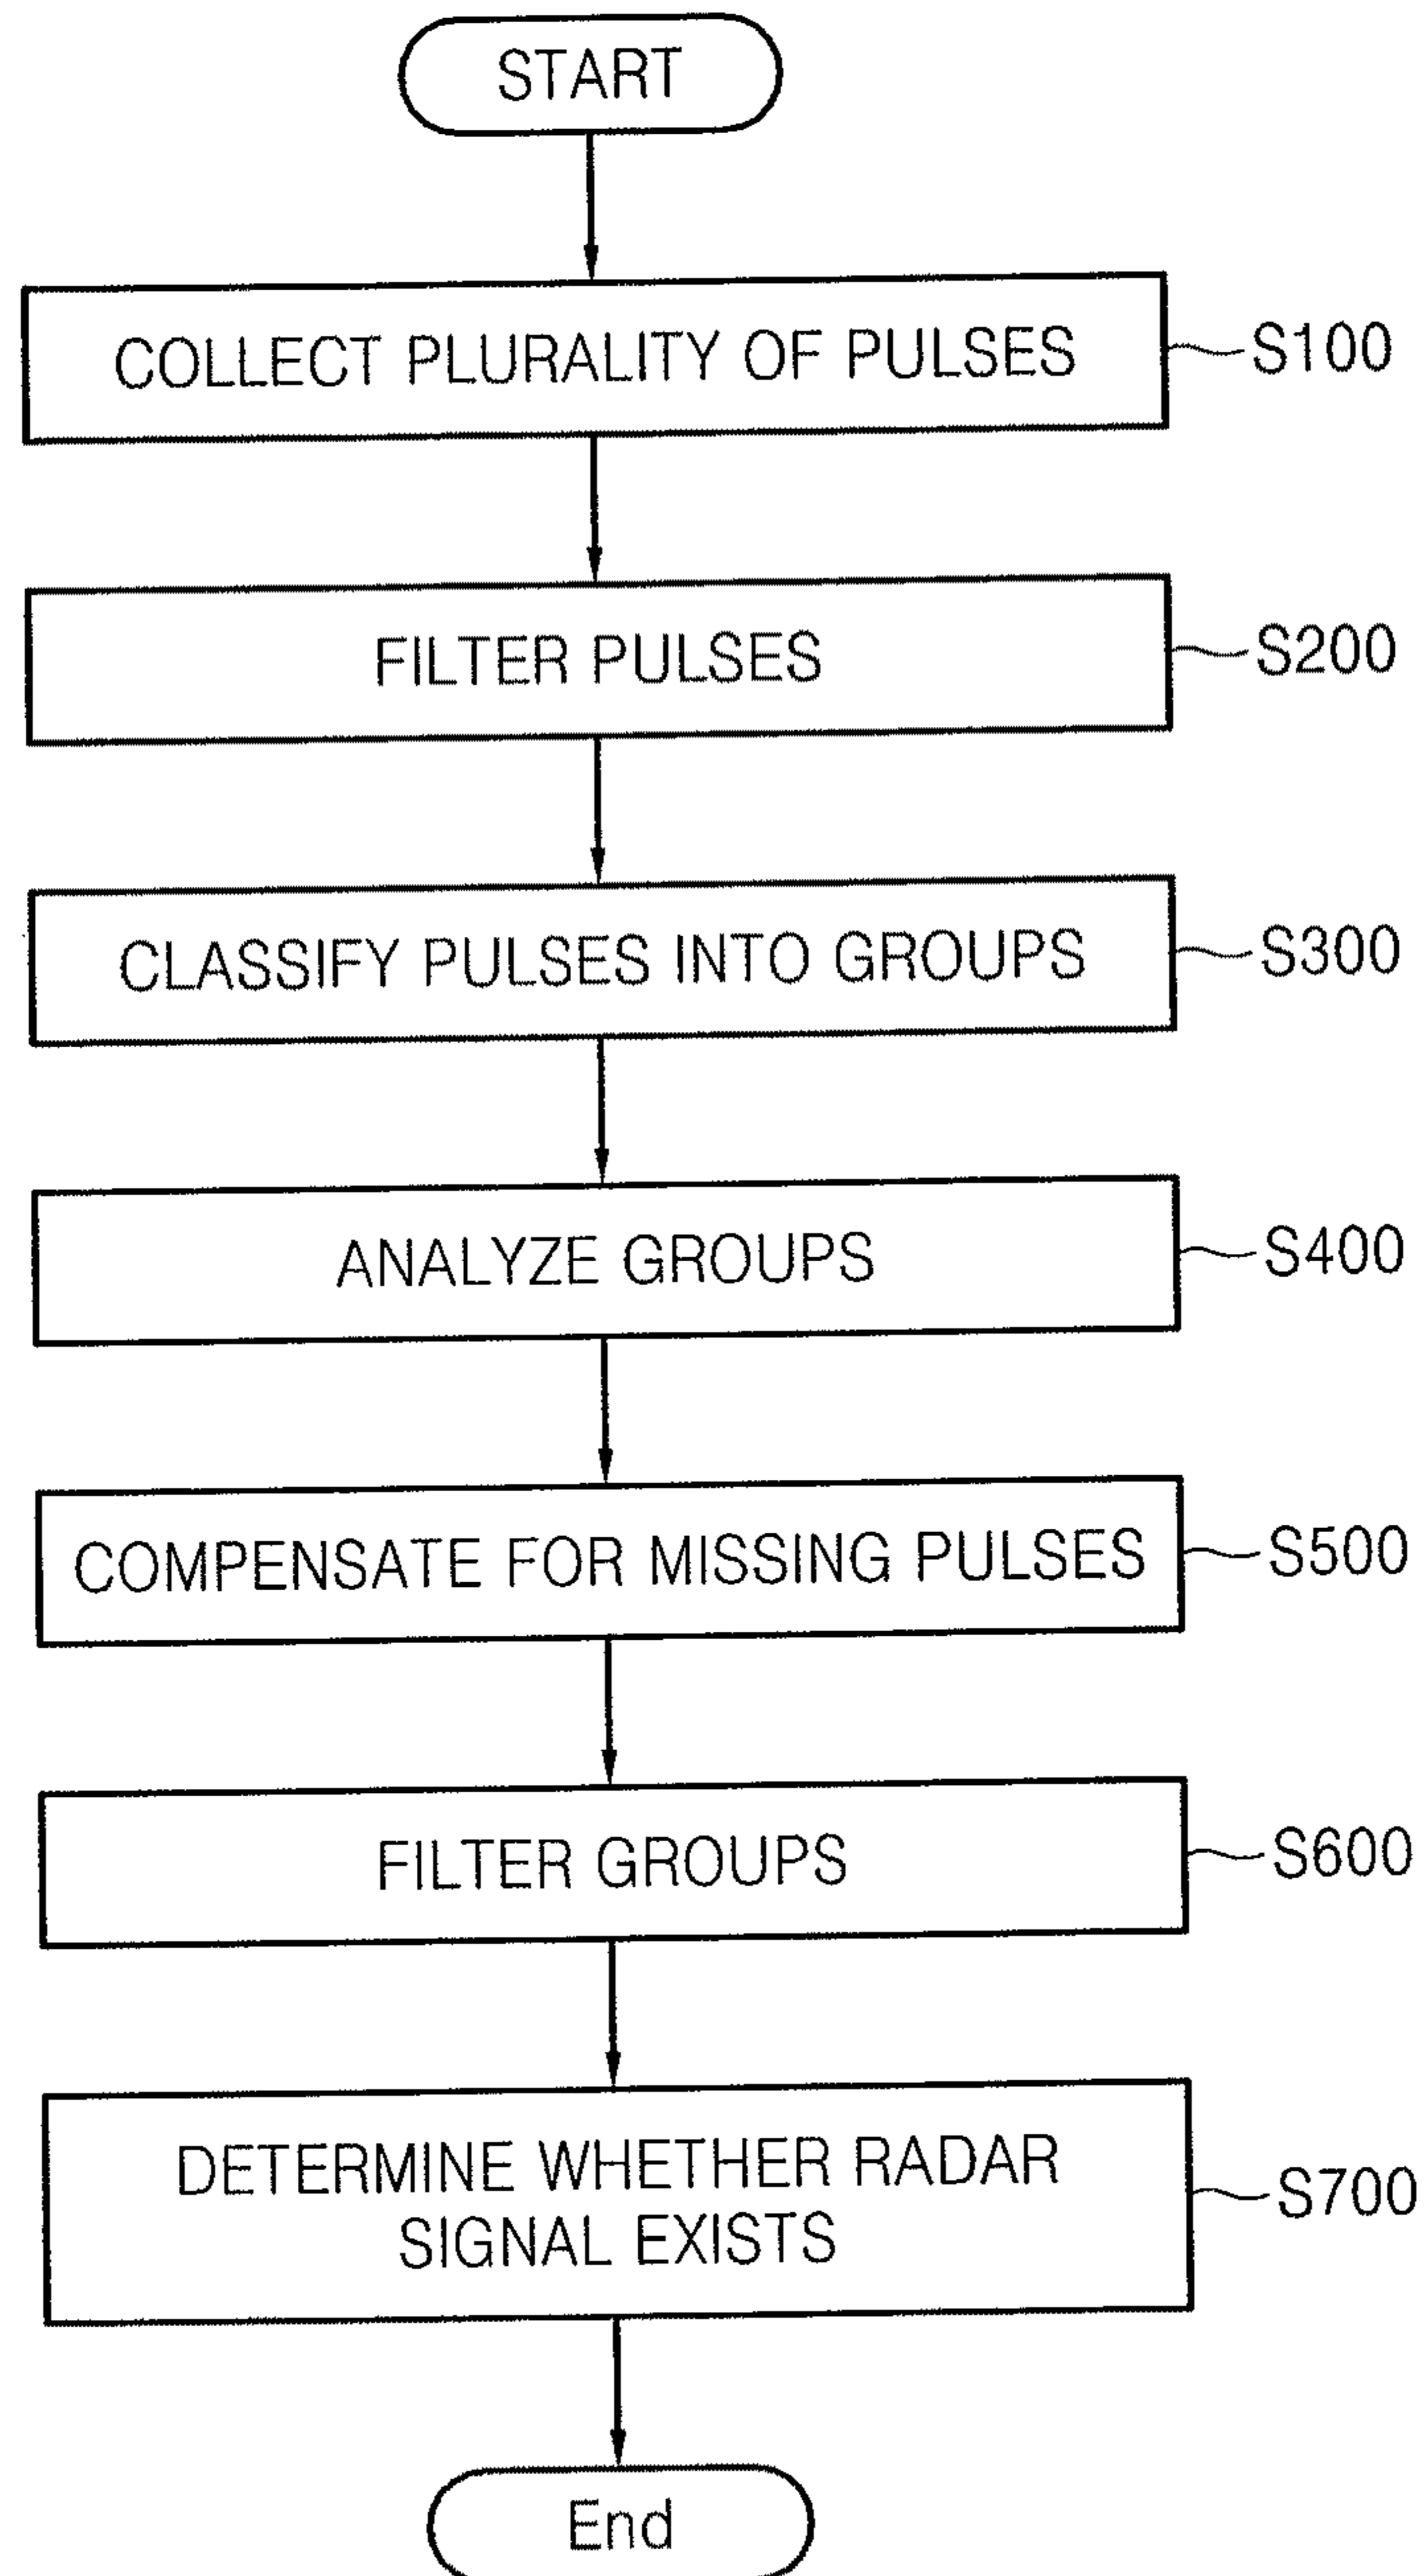 START
COLLECT PLURALITY OF PULSES
S100
FILTER PULSES
S200
CLASSIFY PULSES INTO GROUPS
S300
ANALYZE GROUPS
S400
COMPENSATE FOR MISSING PULSES
S500
FILTER GROUPS
S600
DETERMINE WHETHER RADAR
SIGNAL EXISTS
S700
End